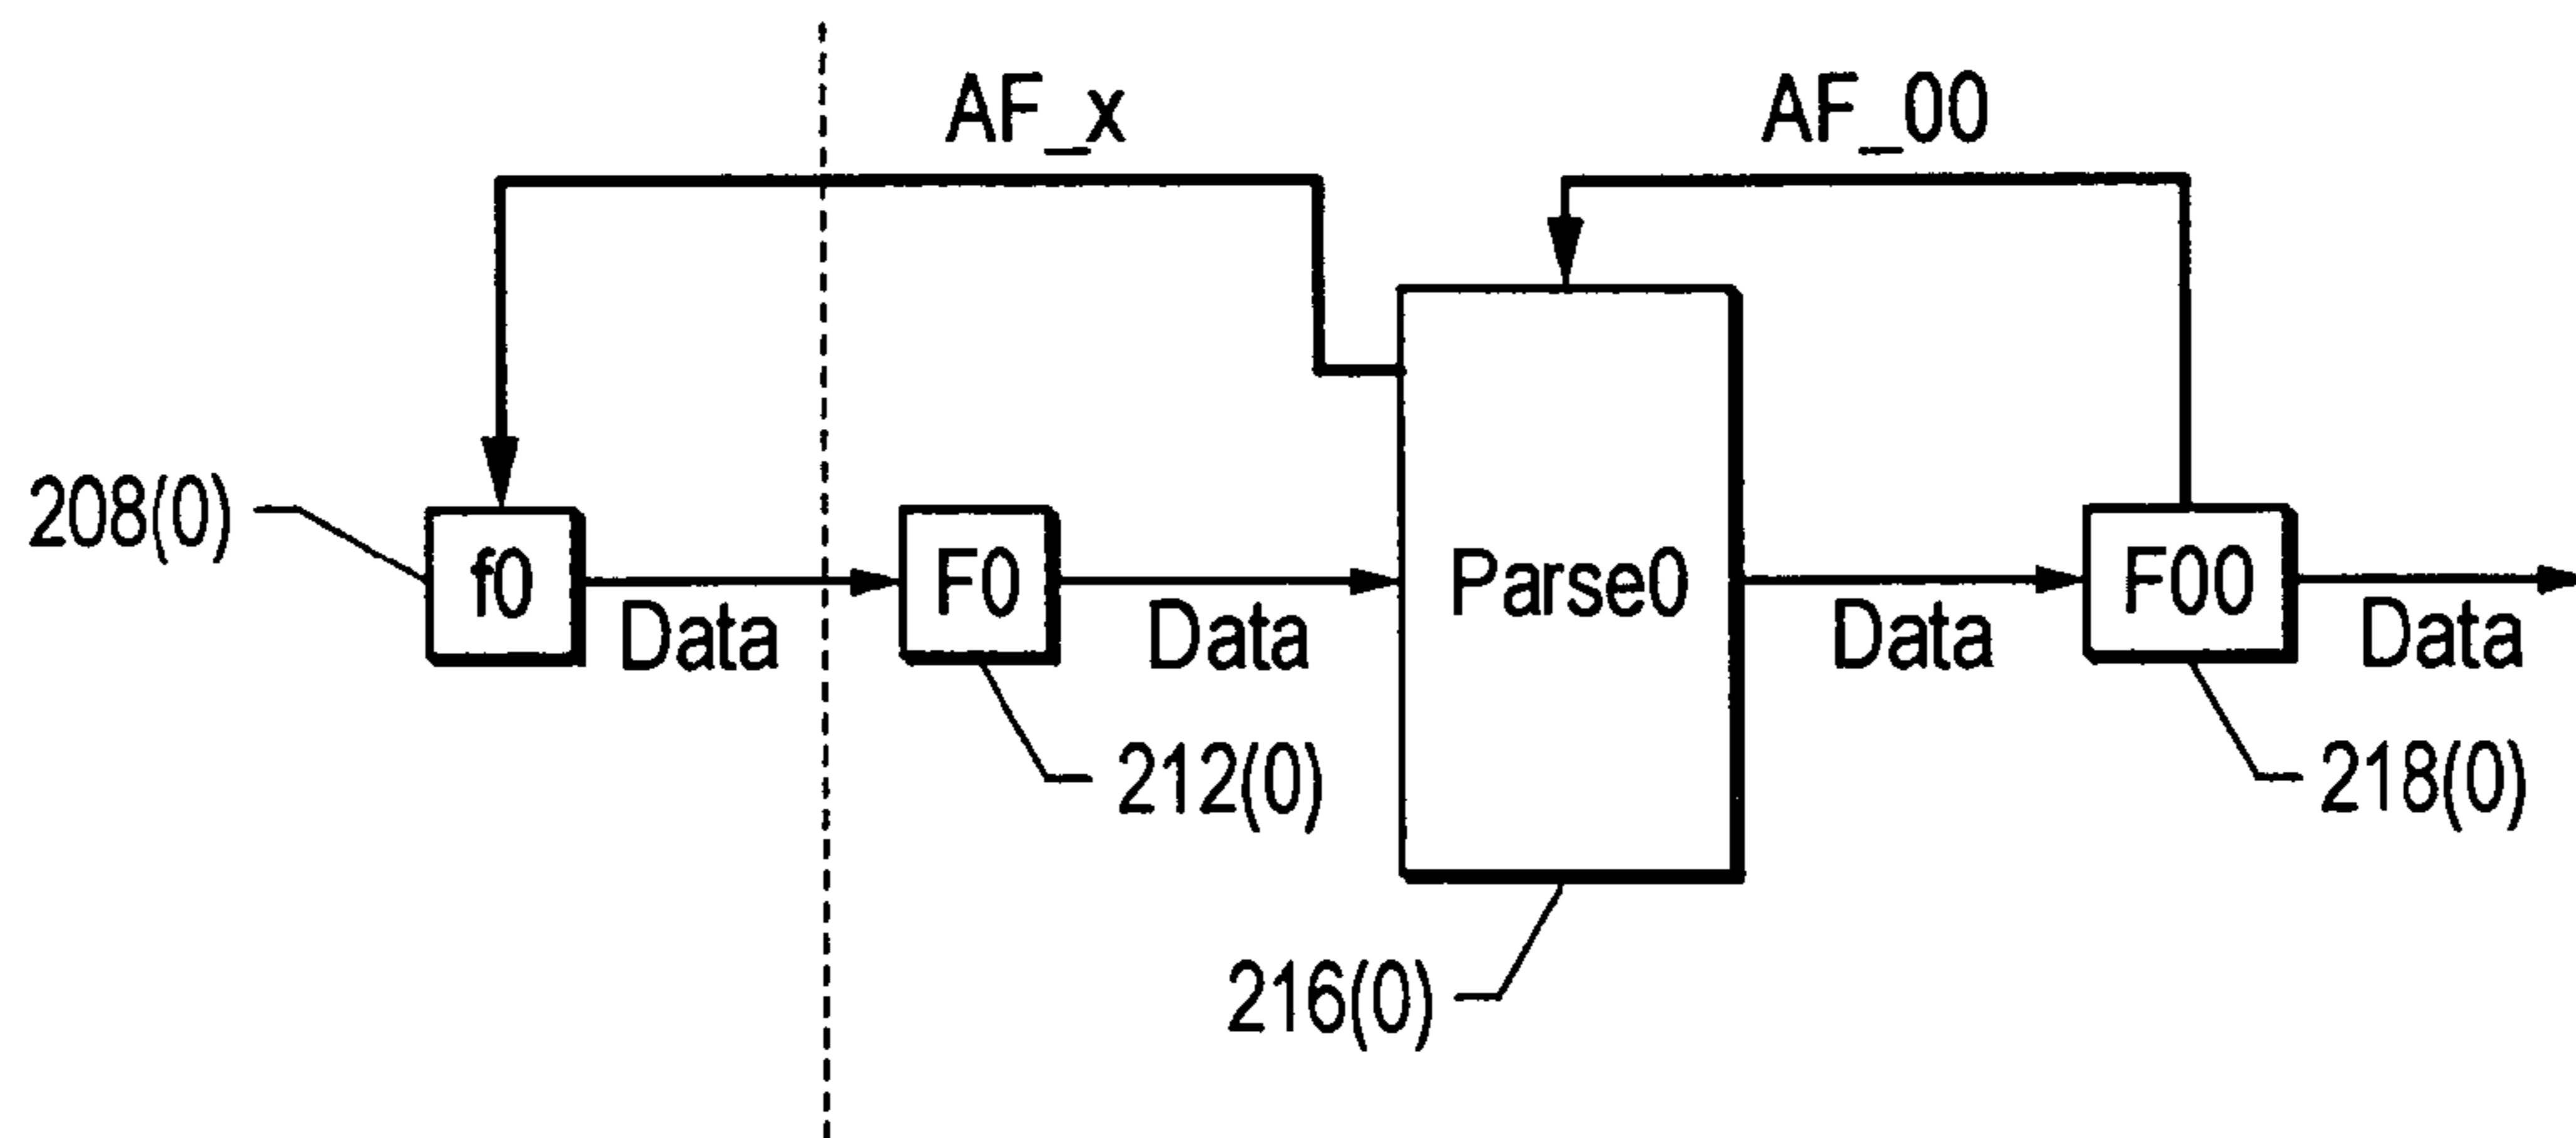 AF_x
AF_00
208(0)
f0
Data
F0
Data
Parse0
Data
F00
Data
212(0)
218(0)
216(0)